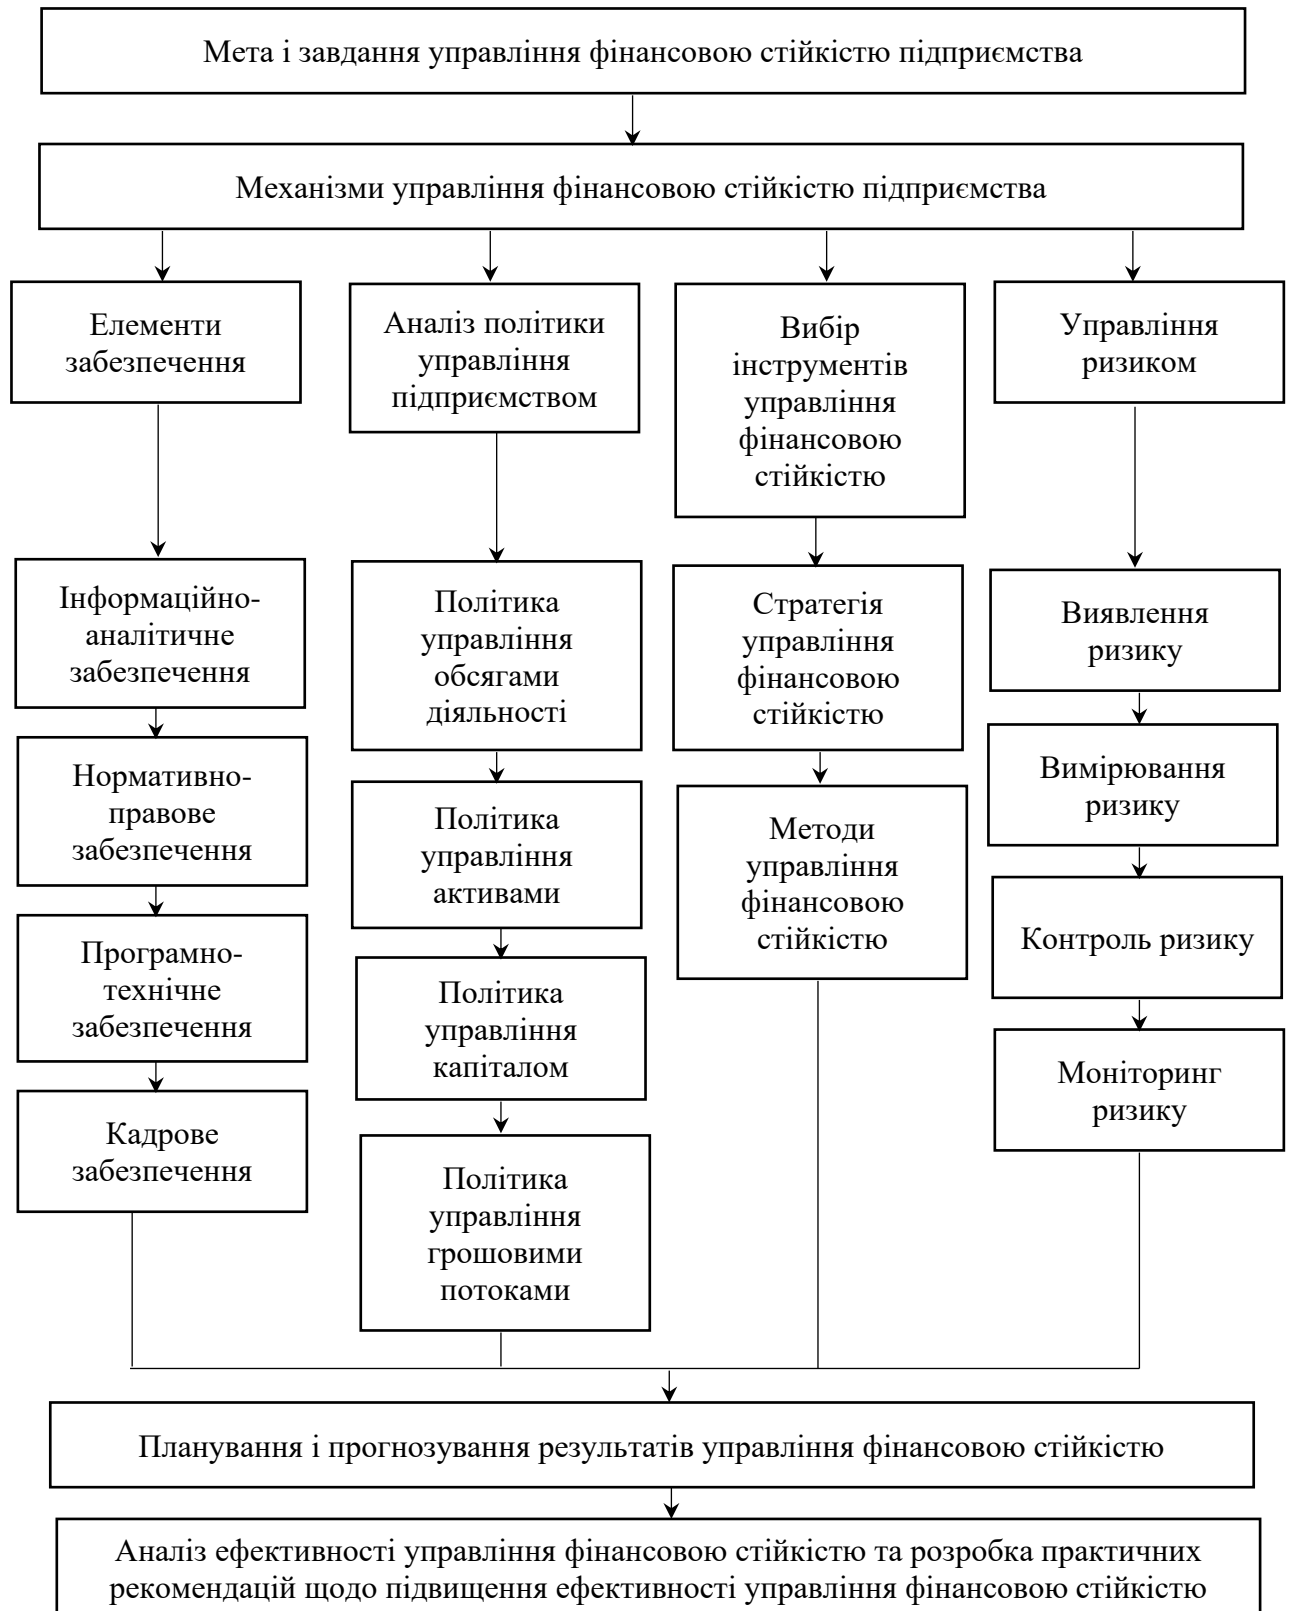 Мета і завдання управління фінансовою стійкістю підприємства
Механізми управління фінансовою стійкістю підприємства
Елементи
забезпечення
Аналіз політики
управління
підприємством
Вибір
інструментів
управління
фінансовою
стійкістю
Управління
ризиком
Інформаційно-
аналітичне
забезпечення
Нормативно-
правове
забезпечення
Програмно-
технічне
забезпечення
Кадрове
забезпечення
Політика
управління
обсягами
діяльності
Політика
управління
активами
Політика
управління
капіталом
Політика
управління
грошовими
потоками
Стратегія
управління
фінансовою
стійкістю
Методи
управління
фінансовою
стійкістю
Виявлення
ризику
Вимірювання
ризику
Контроль ризику
Моніторинг
ризику
Планування і прогнозування результатів управління фінансовою стійкістю
Аналіз ефективності управління фінансовою стійкістю та розробка практичних
рекомендацій щодо підвищення ефективності управління фінансовою стійкістю